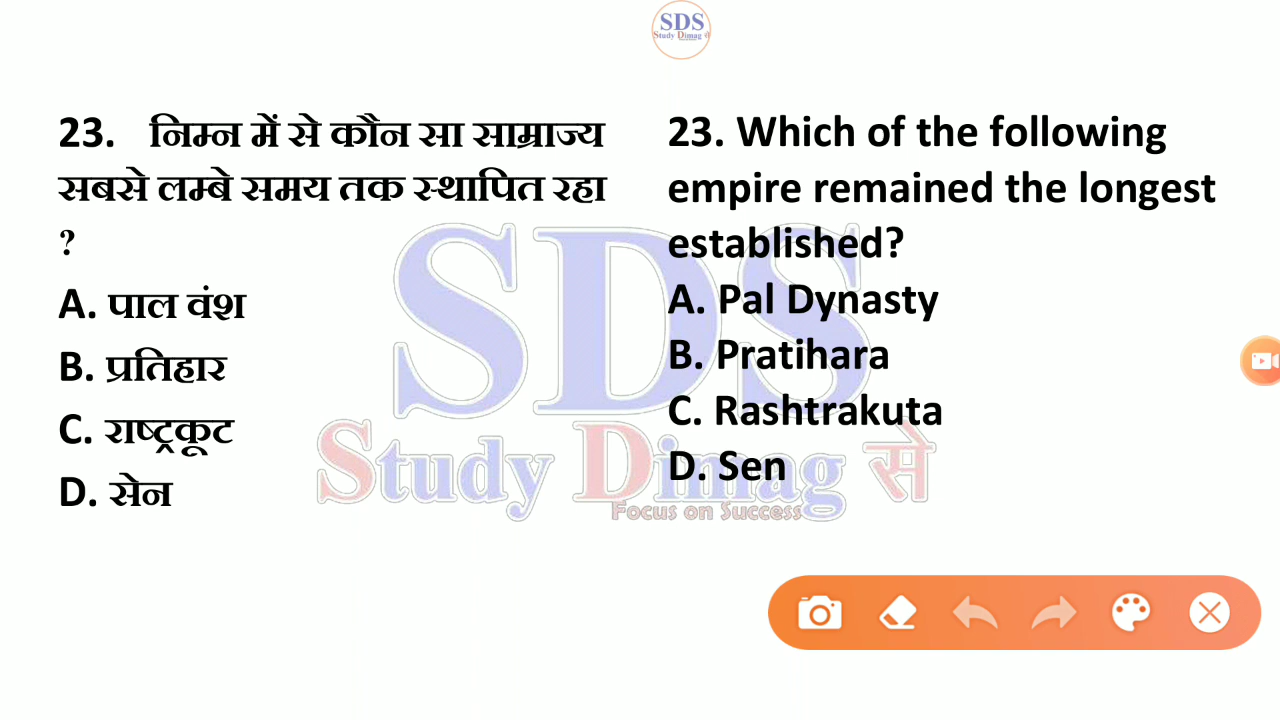 SDS
Study Dimag से
23. निम्न में से कौन सा साम्राज्य
सबसे लम्बे समय तक स्थापित रहा
?
A. पाल वंश
B. प्रतिहार
C. राष्ट्रकूट
D. सेन
23. Which of the following
empire remained the longest
established?
A. Pal Dynasty
B. Pratihara
C. Rashtrakuta
D. Sen
SDS
Study Dimag से
Focus on Success